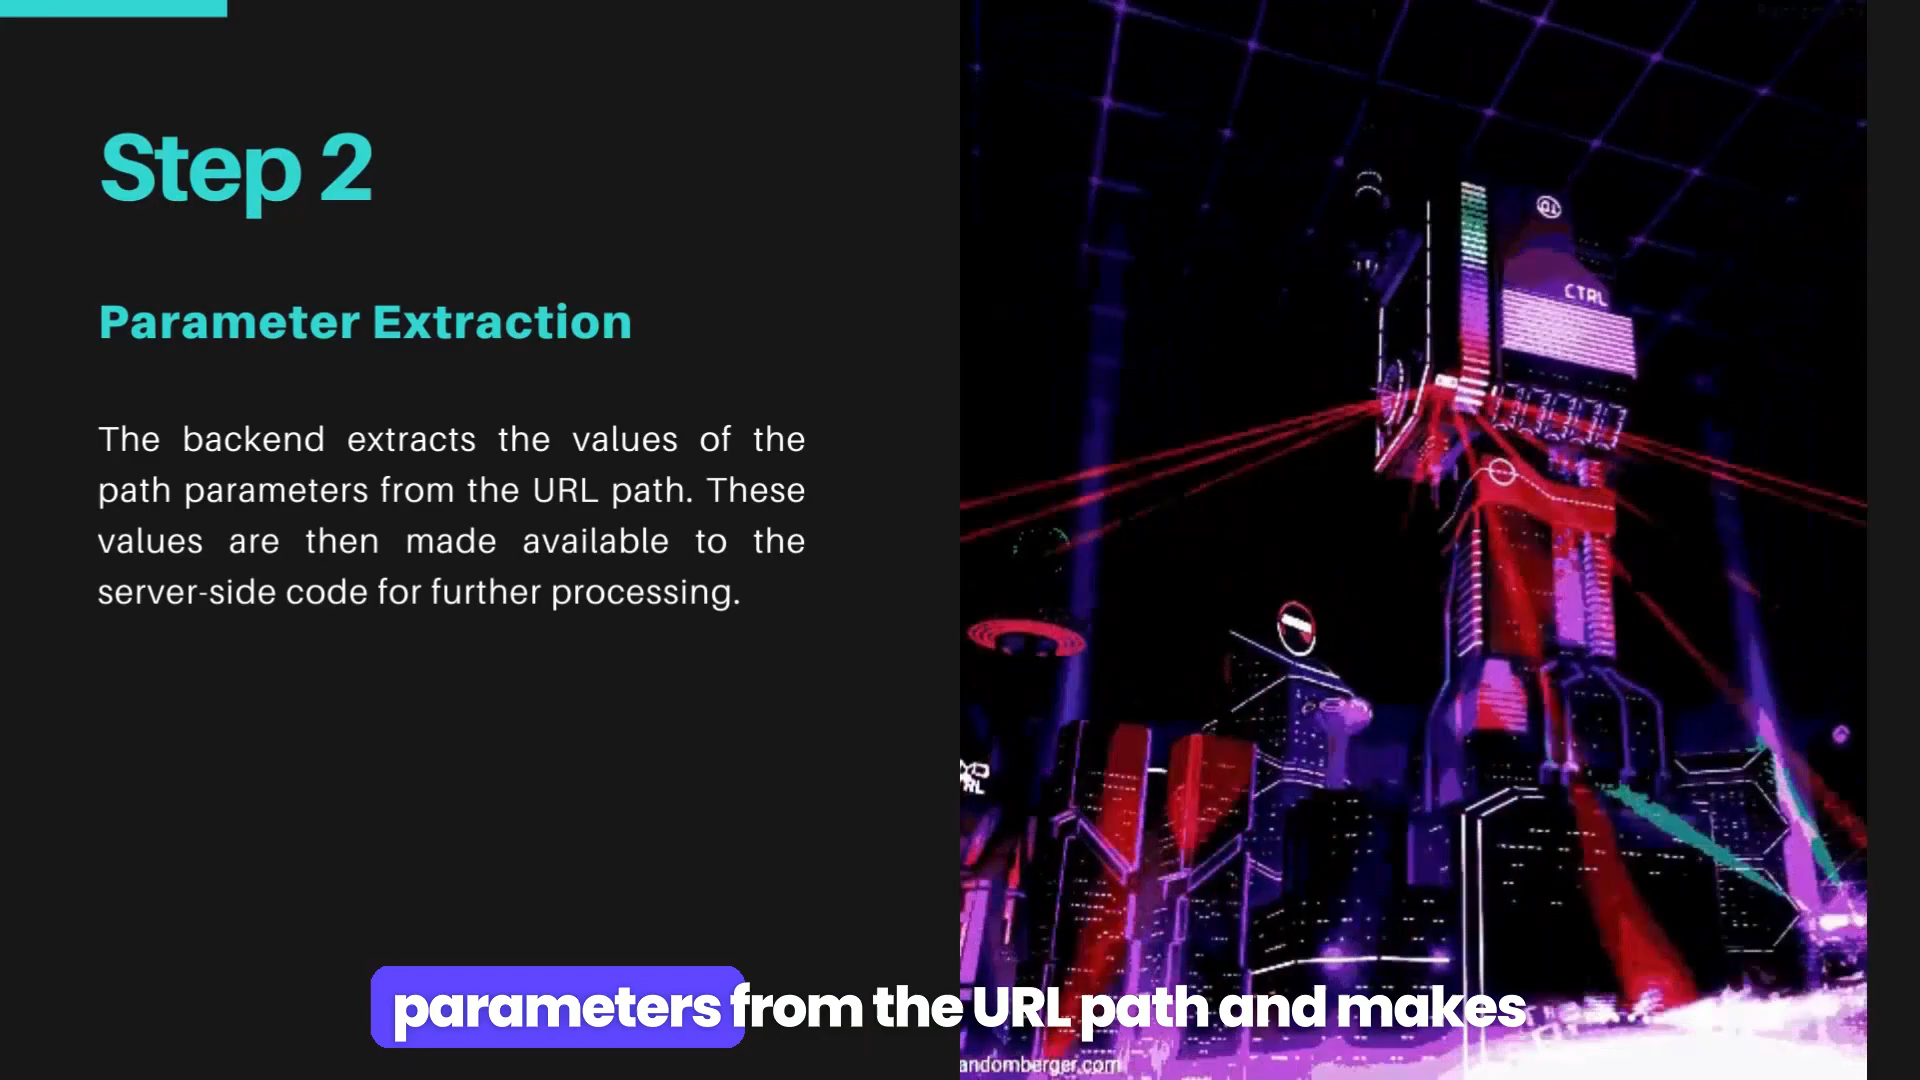 Step 2
Parameter Extraction
The backend extracts the values of the
path parameters from the URL path. These
values are then made available to the
server-side code for further processing.
CTRL
parameters from the URL path and makes
andomberger.com